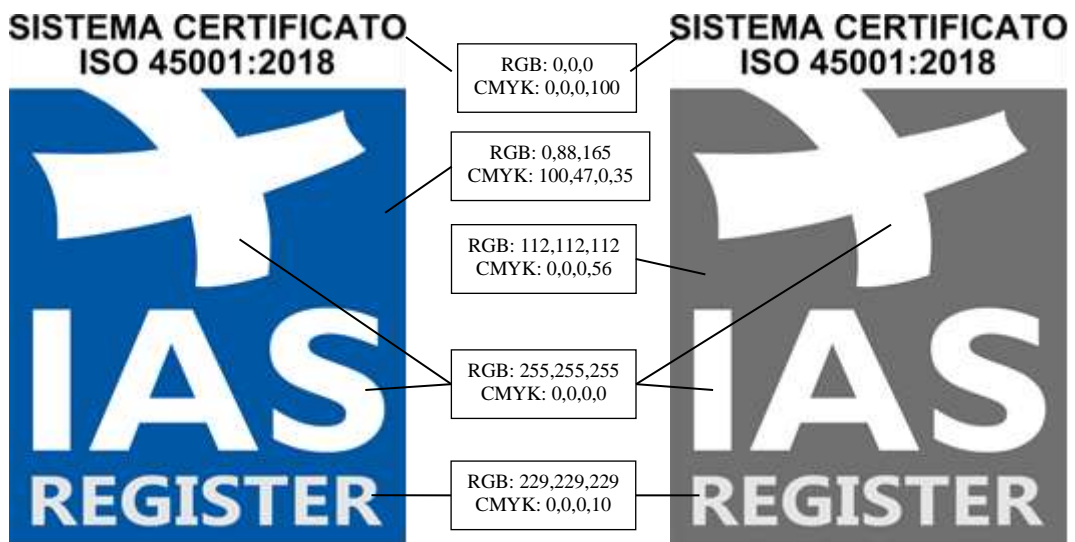 SISTEMA CERTIFICATO
ISO 45001:2018
RGB: 0,0,0
CMYK: 0,0,0,100
SISTEMA CERTIFICATO
ISO 45001:2018
RGB: 0,88,165
CMYK: 100,47,0,35
RGB: 112,112,112
CMYK: 0,0,0,56
RGB: 255,255,255
CMYK: 0,0,0,0
IAS
IAS
RGB: 229,229,229
CMYK: 0,0,0,10
REGISTER
REGISTER